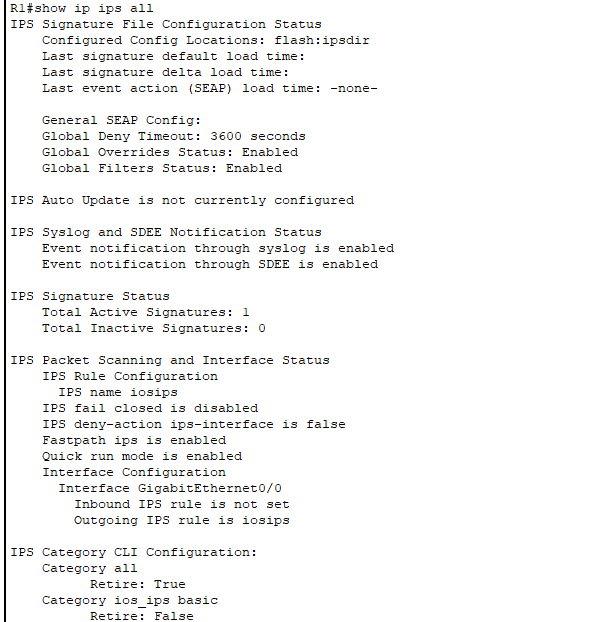 R1#show ip ips all
IPS Signature File Configuration Status
    Configured Config Locations: flash:ipsdir
    Last signature default load time:
    Last signature delta load time:
    Last event action (SEAP) load time: -none-

    General SEAP Config:
    Global Deny Timeout: 3600 seconds
    Global Overrides Status: Enabled
    Global Filters Status: Enabled

IPS Auto Update is not currently configured

IPS Syslog and SDEE Notification Status
    Event notification through syslog is enabled
    Event notification through SDEE is enabled

IPS Signature Status
    Total Active Signatures: 1
    Total Inactive Signatures: 0

IPS Packet Scanning and Interface Status
    IPS Rule Configuration
      IPS name iosips
    IPS fail closed is disabled
    IPS deny-action ips-interface is false
    Fastpath ips is enabled
    Quick run mode is enabled
    Interface Configuration
      Interface GigabitEthernet0/0
        Inbound IPS rule is not set
        Outgoing IPS rule is iosips

IPS Category CLI Configuration:
    Category all
          Retire: True
    Category ios_ips basic
          Retire: False